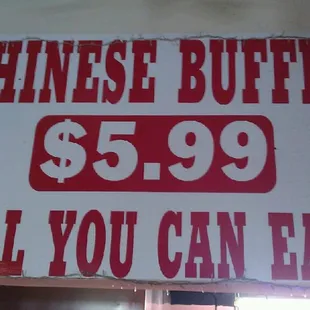 HINESE BUFF
$5.99
L YOU CAN EA